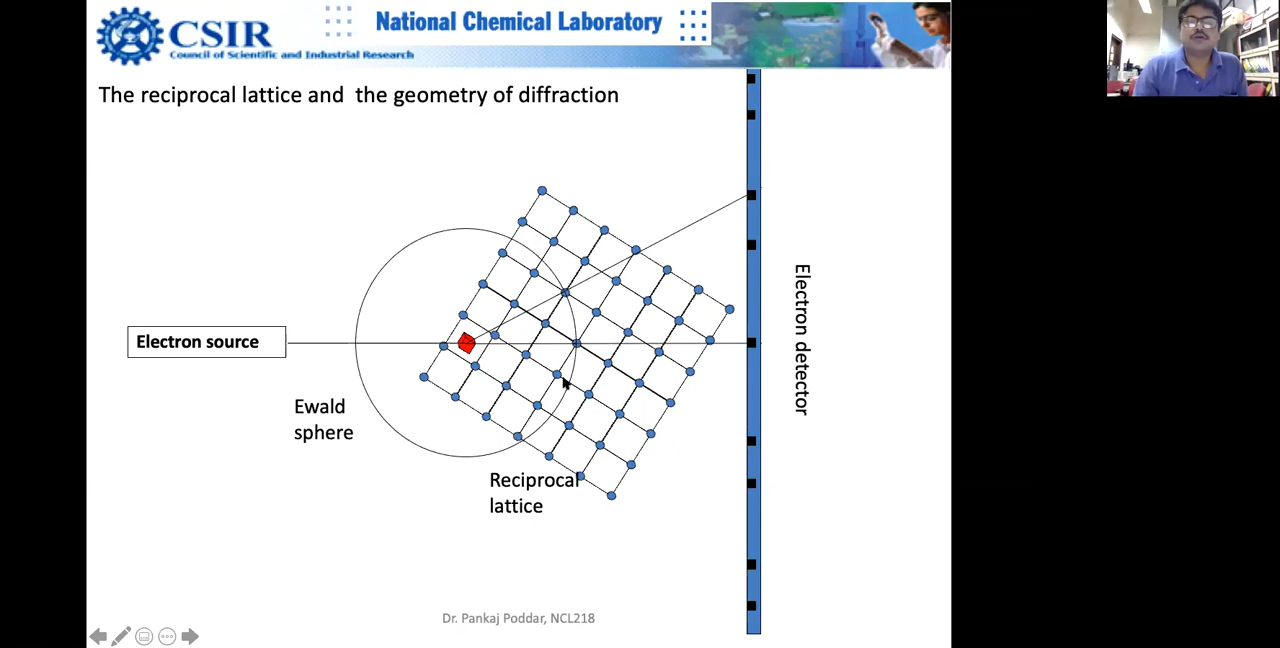 CSIR
Council of Scientific and Industrial Research
National Chemical Laboratory
The reciprocal lattice and the geometry of diffraction
Electron source
Ewald
sphere
Reciprocal
lattice
Electron detector
Dr. Pankaj Poddar, NCL218